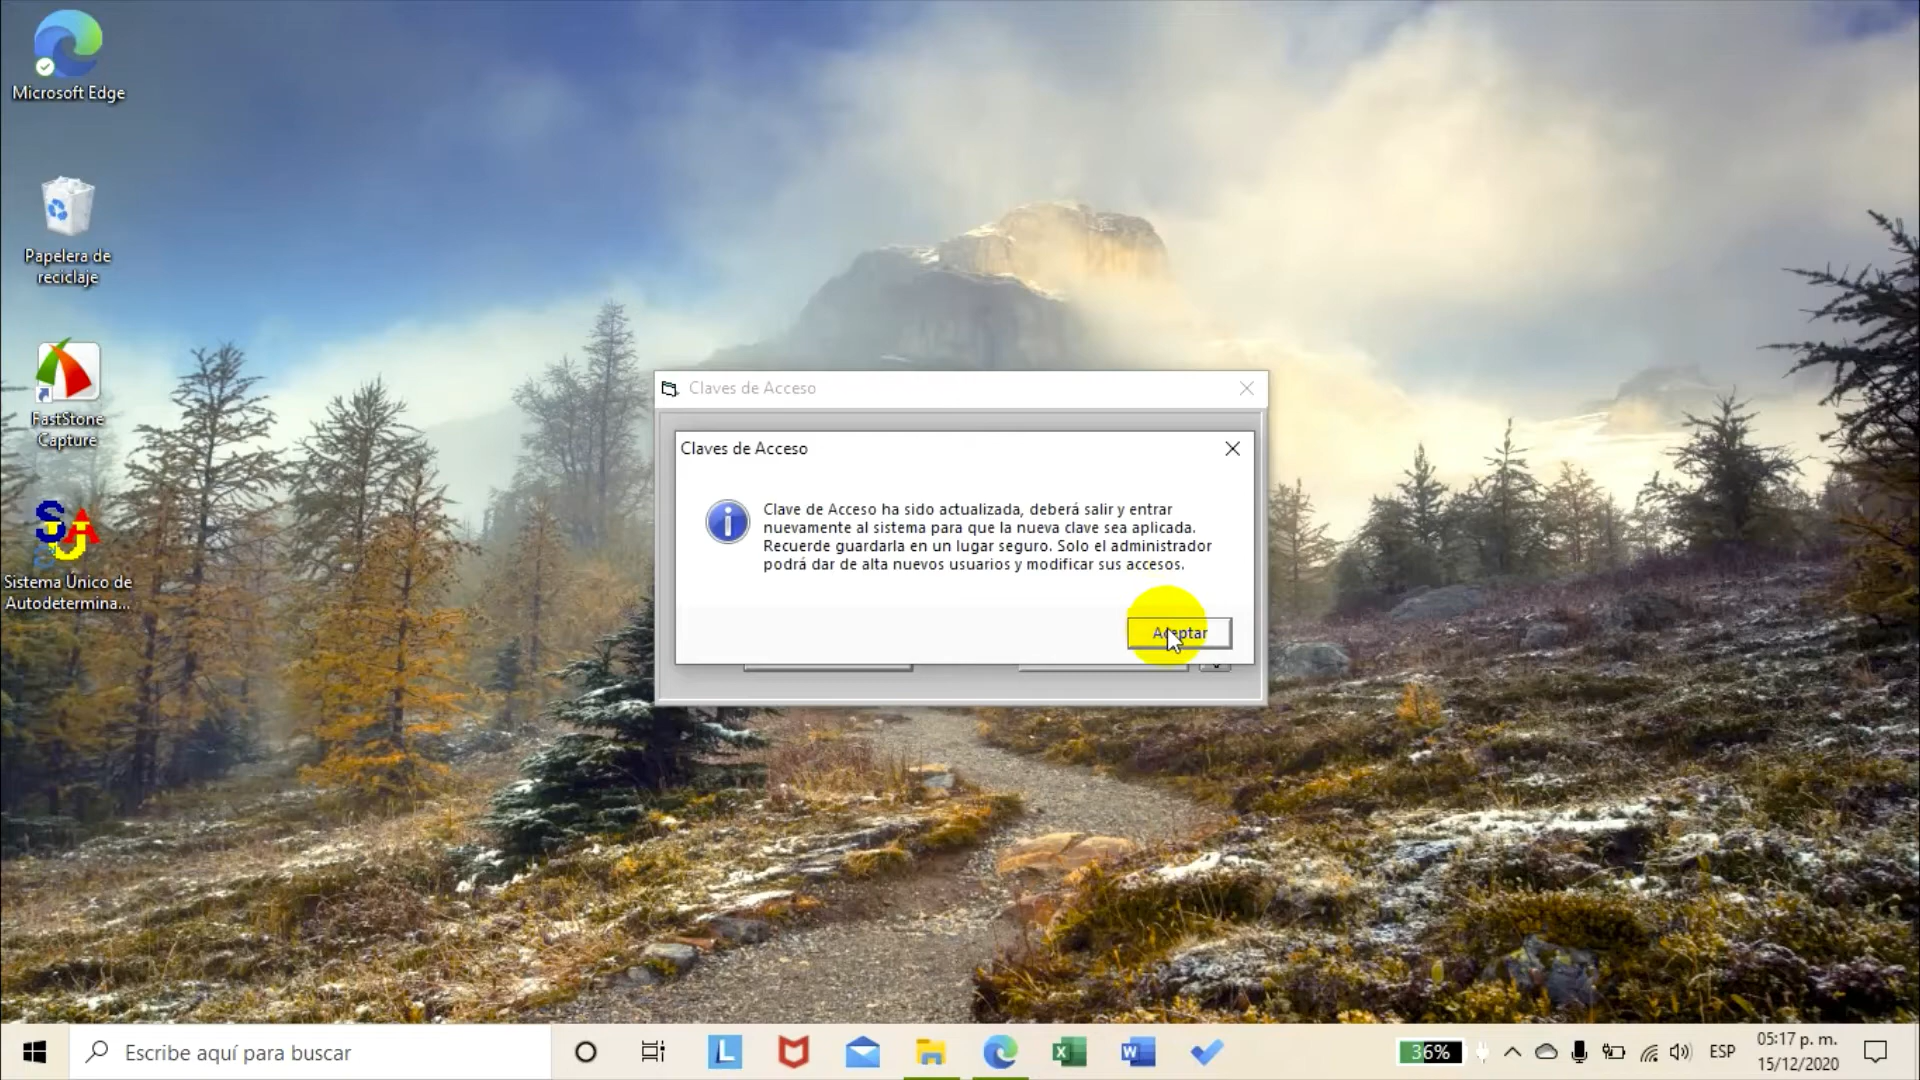 Microsoft Edge
Papelera de
reciclaje
FastStone
Capture
SUA
Sistema Único de
Autodetermina...
Claves de Acceso
Claves de Acceso
Clave de Acceso ha sido actualizada, deberá salir y entrar
nuevamente al sistema para que la nueva clave sea aplicada.
Recuerde guardarla en un lugar seguro. Solo el administrador
podrá dar de alta nuevos usuarios y modificar sus accesos.
Aceptar
Escribe aquí para buscar
L
X
W
36%
ESP
05:17 p. m.
15/12/2020